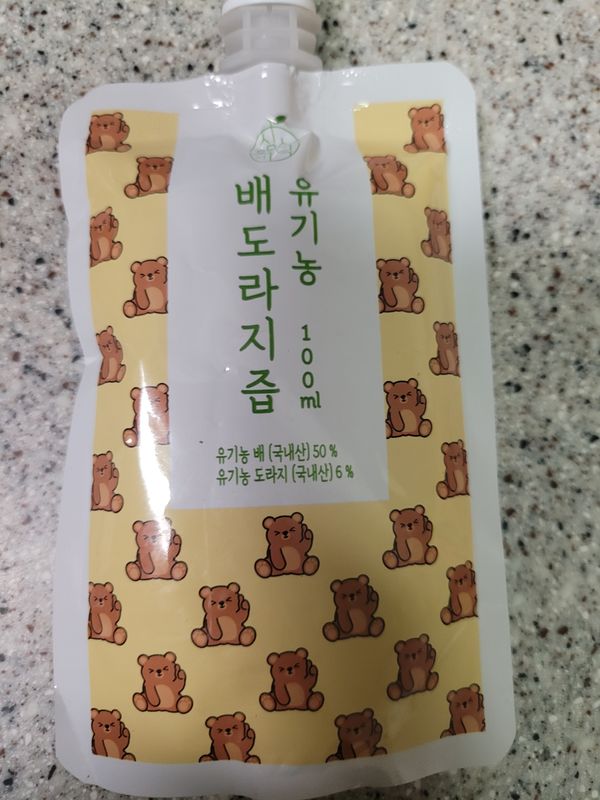 유기농
배도라지즙
100ml
유기농 배 (국내산) 50 %
유기농 도라지 (국내산) 6 %